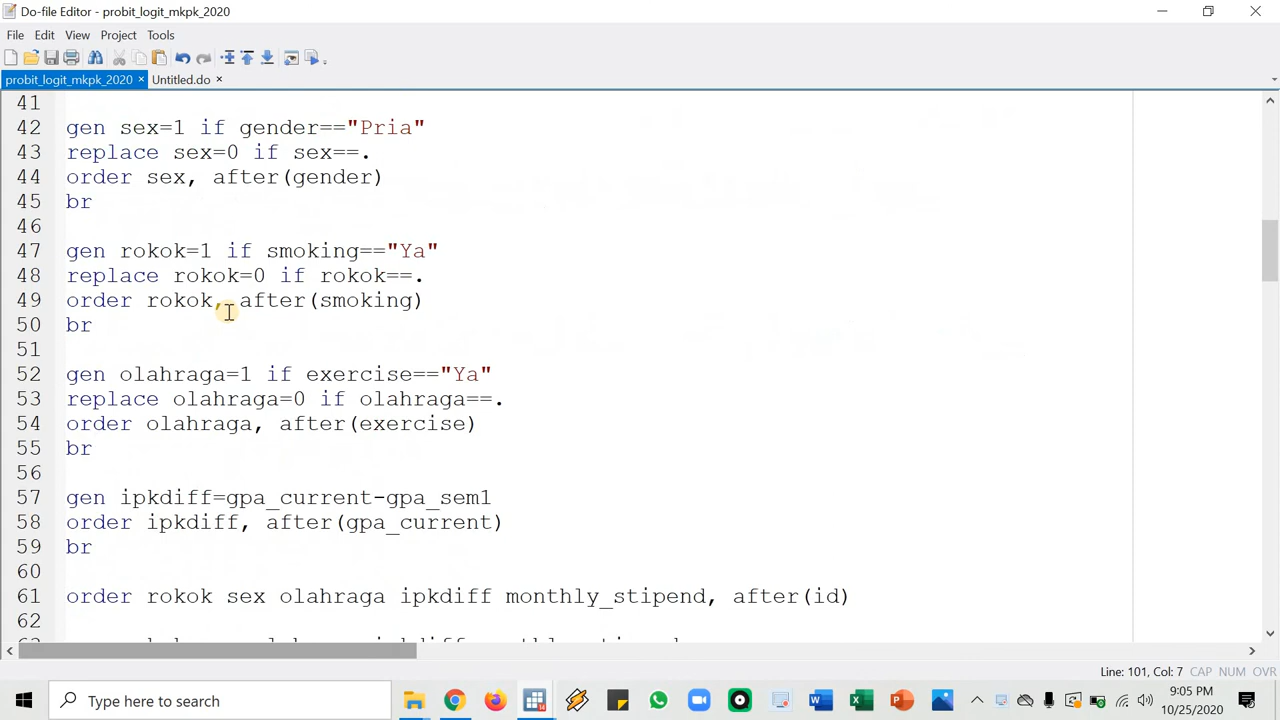 Do-file Editor - probit_logit_mkpk_2020
File Edit View Project Tools
probit_logit_mkpk_2020 × Untitled.do ×
41
42 gen sex=1 if gender=="Pria"
43 replace sex=0 if sex==.
44 order sex, after(gender)
45 br
46
47 gen rokok=1 if smoking=="Ya"
48 replace rokok=0 if rokok==.
49 order rokok, after(smoking)
50 br
51
52 gen olahraga=1 if exercise=="Ya"
53 replace olahraga=0 if olahraga==.
54 order olahraga, after(exercise)
55 br
56
57 gen ipkdiff=gpa_current-gpa_sem1
58 order ipkdiff, after(gpa_current)
59 br
60
61 order rokok sex olahraga ipkdiff monthly_stipend, after(id)
62
Line: 101, Col: 7 CAP NUM OVR
Type here to search
9:05 PM
10/25/2020